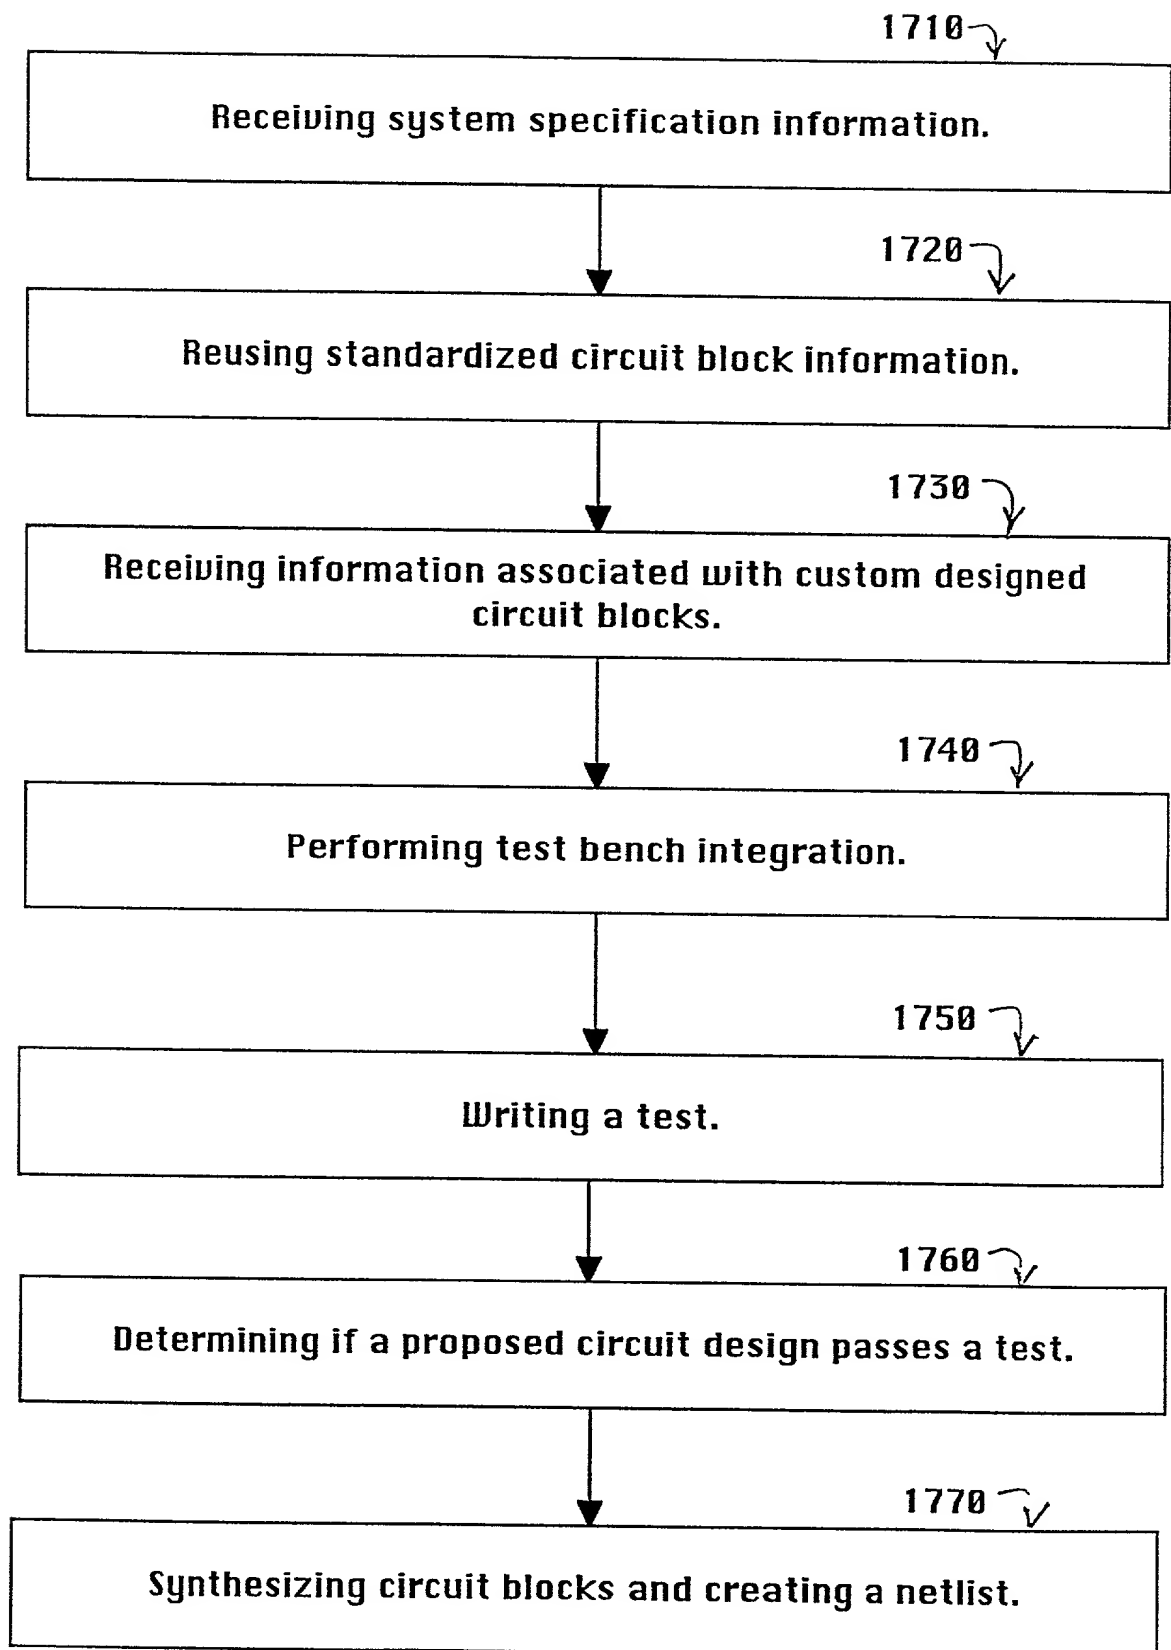 1710
Receiving system specification information.
1720
Reusing standardized circuit block information.
1730
Receiving information associated with custom designed
circuit blocks.
1740
Performing test bench integration.
1750
Writing a test.
1760
Determining if a proposed circuit design passes a test.
1770
Synthesizing circuit blocks and creating a netlist.